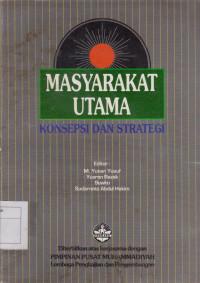 MASYARAKAT
UTAMA
KONSEPSI DAN STRATEGI
Editor :
M. Yunan Yusuf
Yusron Razak
Suwito
Sudarnoto Abdul Hakim
Diterbitkan atas kerjasama dengan
PIMPINAN PUSAT MUHAMMADIYAH
Lembaga Pengkajian dan Pengembangan